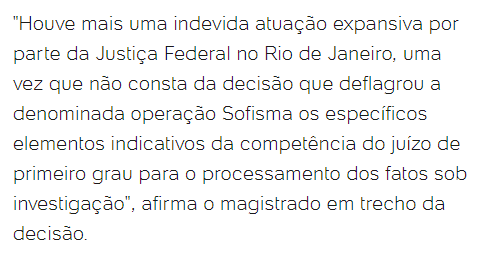 "Houve mais uma indevida atuação expansiva por
parte da Justiça Federal no Rio de Janeiro, uma
vez que não consta da decisão que deflagrou a
denominada operação Sofisma os específicos
elementos indicativos da competência do juízo de
primeiro grau para o processamento dos fatos sob
investigação", afirma o magistrado em trecho da
decisão.